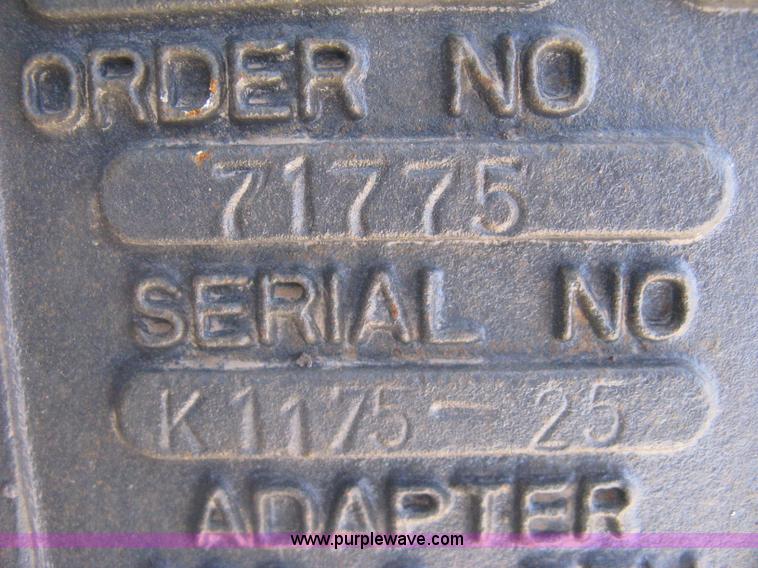 ORDER NO
71775
SERIAL NO
K1175-25
ADAPTER
www.purplewave.com